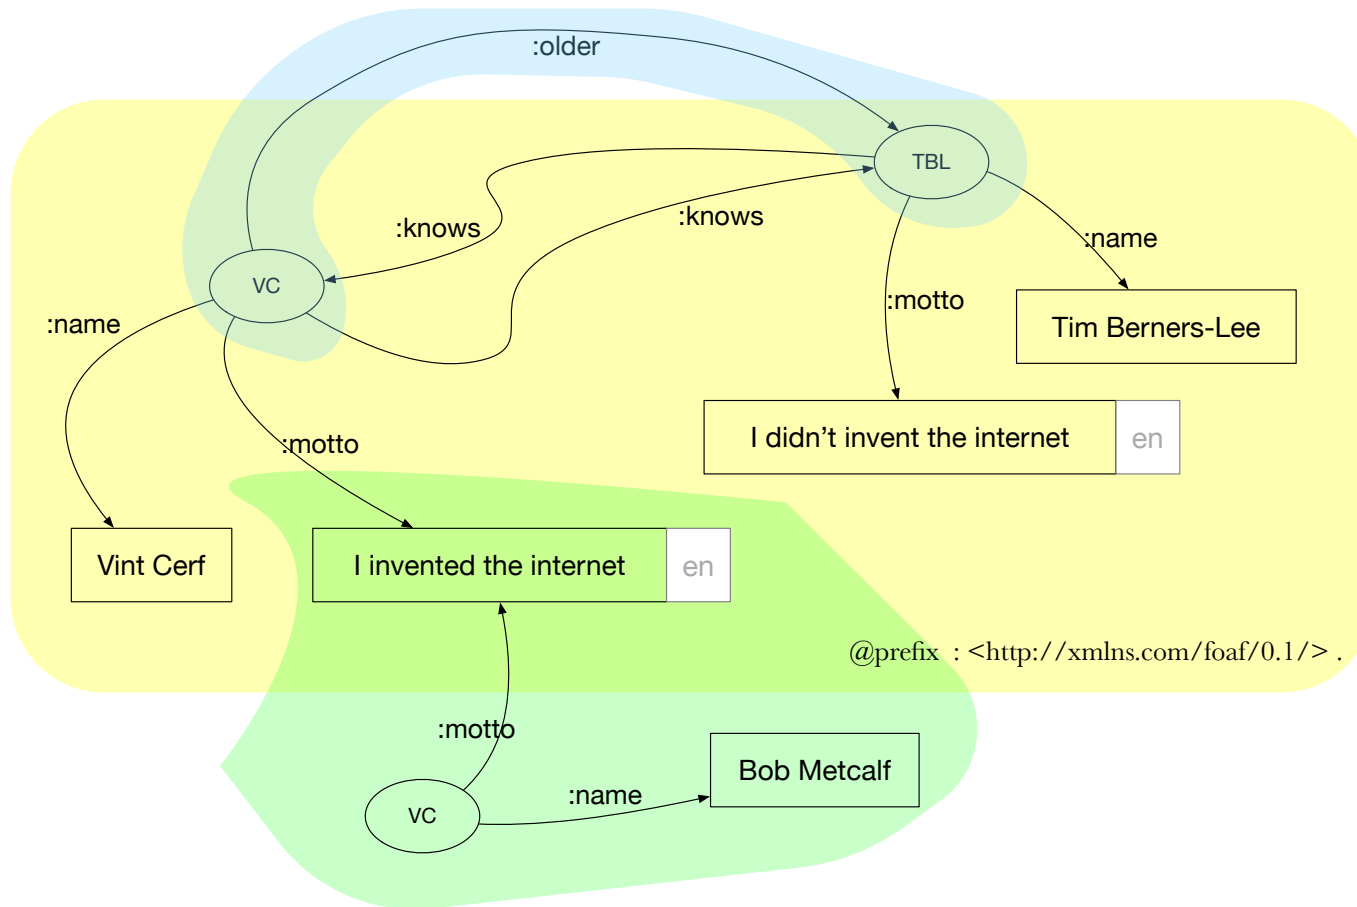 :older
TBL
:knows
:knows
:name
VC
:motto
:name
Tim Berners-Lee
I didn’t invent the internet
en
:motto
Vint Cerf
I invented the internet
en
@prefix : <http://xmlns.com/foaf/0.1/> .
:motto
Bob Metcalf
:name
VC